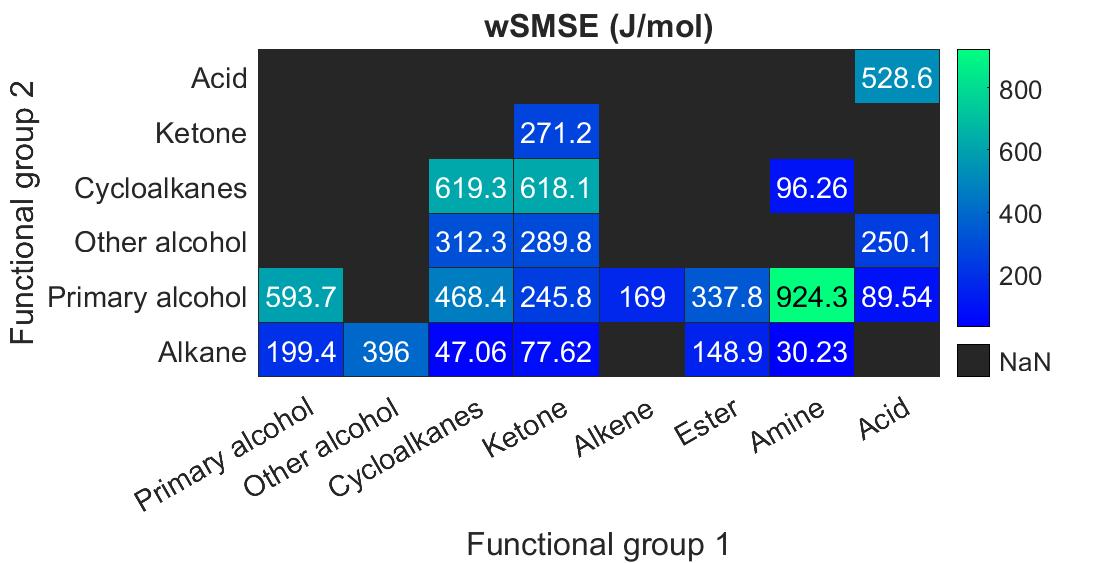 wSMSE (J/mol)
Functional group 2
Acid 528.6
Ketone 271.2
Cycloalkanes 619.3 618.1 96.26
Other alcohol 312.3 289.8 250.1
Primary alcohol 593.7 468.4 245.8 169 337.8 924.3 89.54
Alkane 199.4 396 47.06 77.62 148.9 30.23
800
600
400
200
NaN
Primary alcohol Other alcohol Cycloalkanes Ketone Alkene Ester Amine Acid
Functional group 1